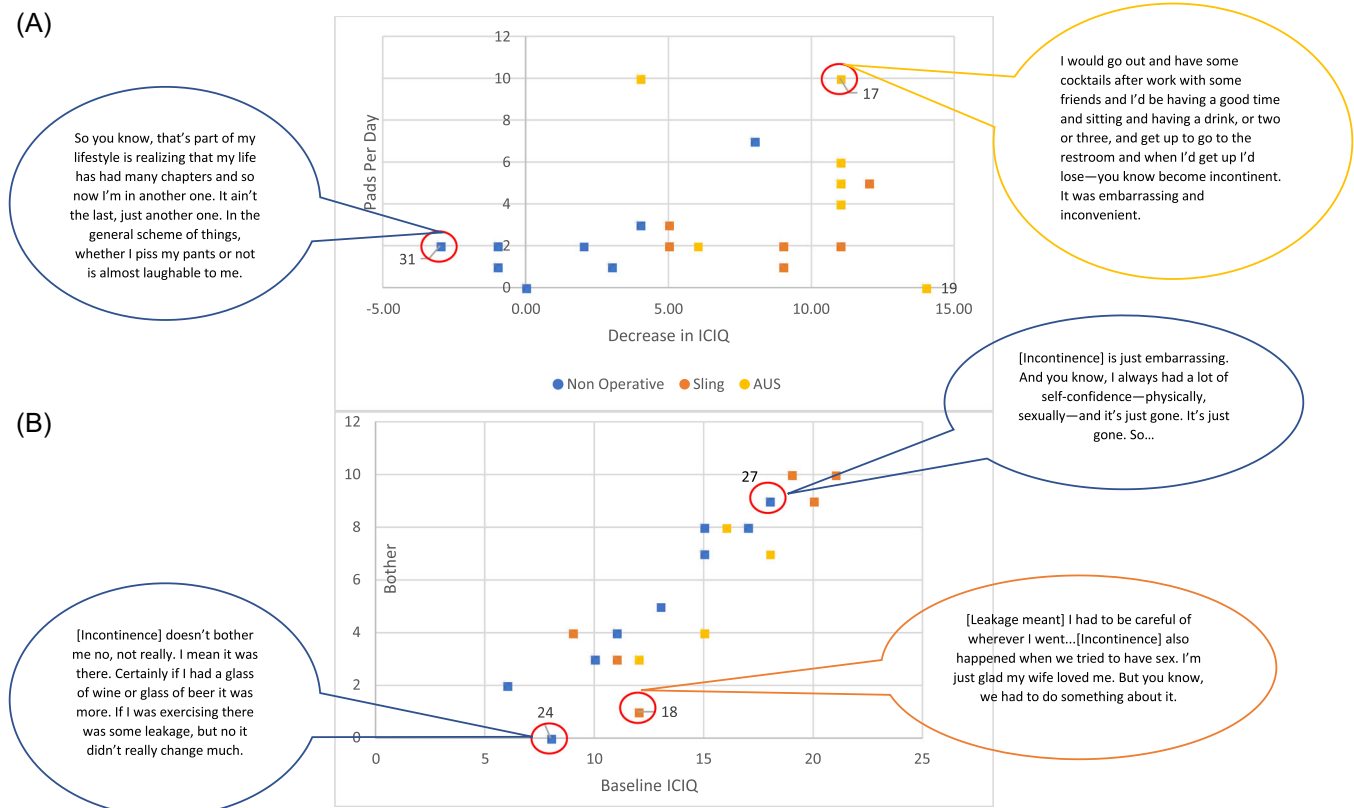 (A)
12
10
8
6
4
2
0
Pads Per Day
-5.00
0.00
5.00
10.00
15.00
Decrease in ICIQ
31
17
19
Non Operative
Sling
AUS
So you know, that’s part of my
lifestyle is realizing that my life
has had many chapters and so
now I’m in another one. It ain’t
the last, just another one. In the
general scheme of things,
whether I piss my pants or not
is almost laughable to me.
I would go out and have some
cocktails after work with some
friends and I’d be having a good time
and sitting and having a drink, or two
or three, and get up to go to the
restroom and when I’d get up I’d
lose—you know become incontinent.
It was embarrassing and
inconvenient.
(B)
12
10
8
6
4
2
0
Bother
0
5
10
15
20
25
Baseline ICIQ
27
24
18
[Incontinence] is just embarrassing.
And you know, I always had a lot of
self-confidence—physically,
sexually—and it’s just gone. It’s just
gone. So…
[Incontinence] doesn’t bother
me no, not really. I mean it was
there. Certainly if I had a glass
of wine or glass of beer it was
more. If I was exercising there
was some leakage, but no it
didn’t really change much.
[Leakage meant] I had to be careful of
wherever I went…[Incontinence] also
happened when we tried to have sex. I’m
just glad my wife loved me. But you know,
we had to do something about it.